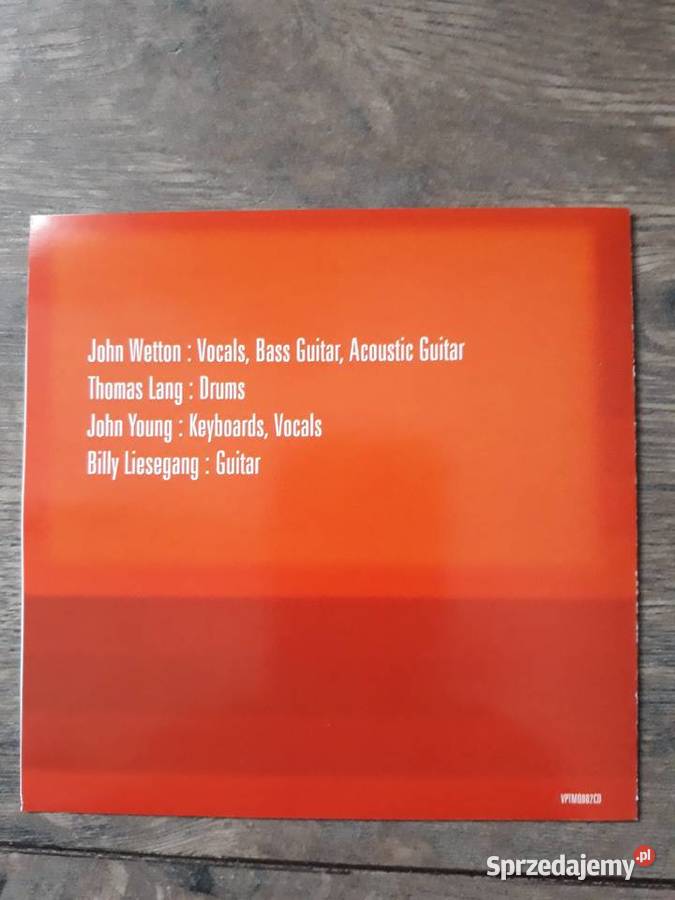 John Wetton : Vocals, Bass Guitar, Acoustic Guitar
Thomas Lang : Drums
John Young : Keyboards, Vocals
Billy Liesegang : Guitar
Sprzedajemy.pl